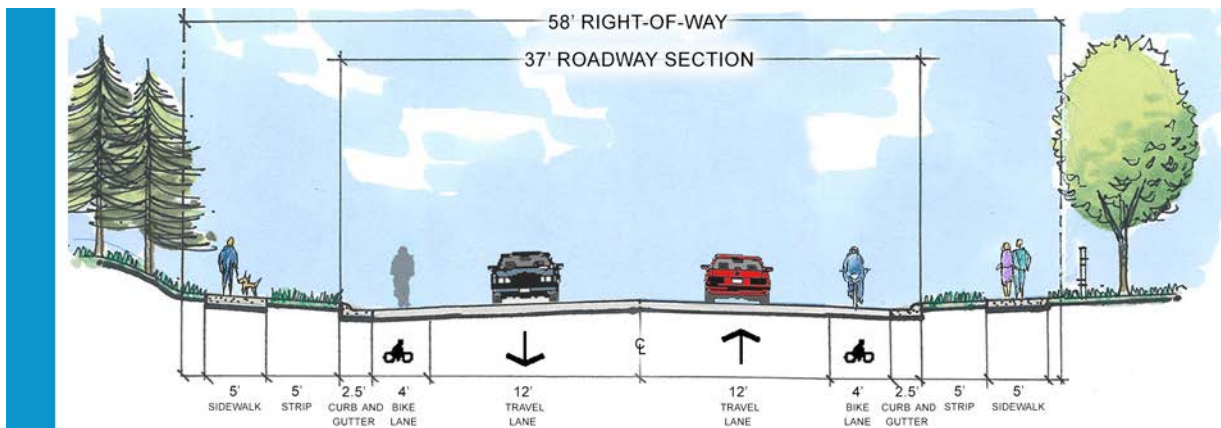 58' RIGHT-OF-WAY
37' ROADWAY SECTION
℄
5' 5' 2.5' 4' 12' 12' 4' 2.5' 5' 5'
SIDEWALK STRIP CURB AND BIKE TRAVEL TRAVEL BIKE CURB AND STRIP SIDEWALK
GUTTER LANE LANE LANE LANE GUTTER